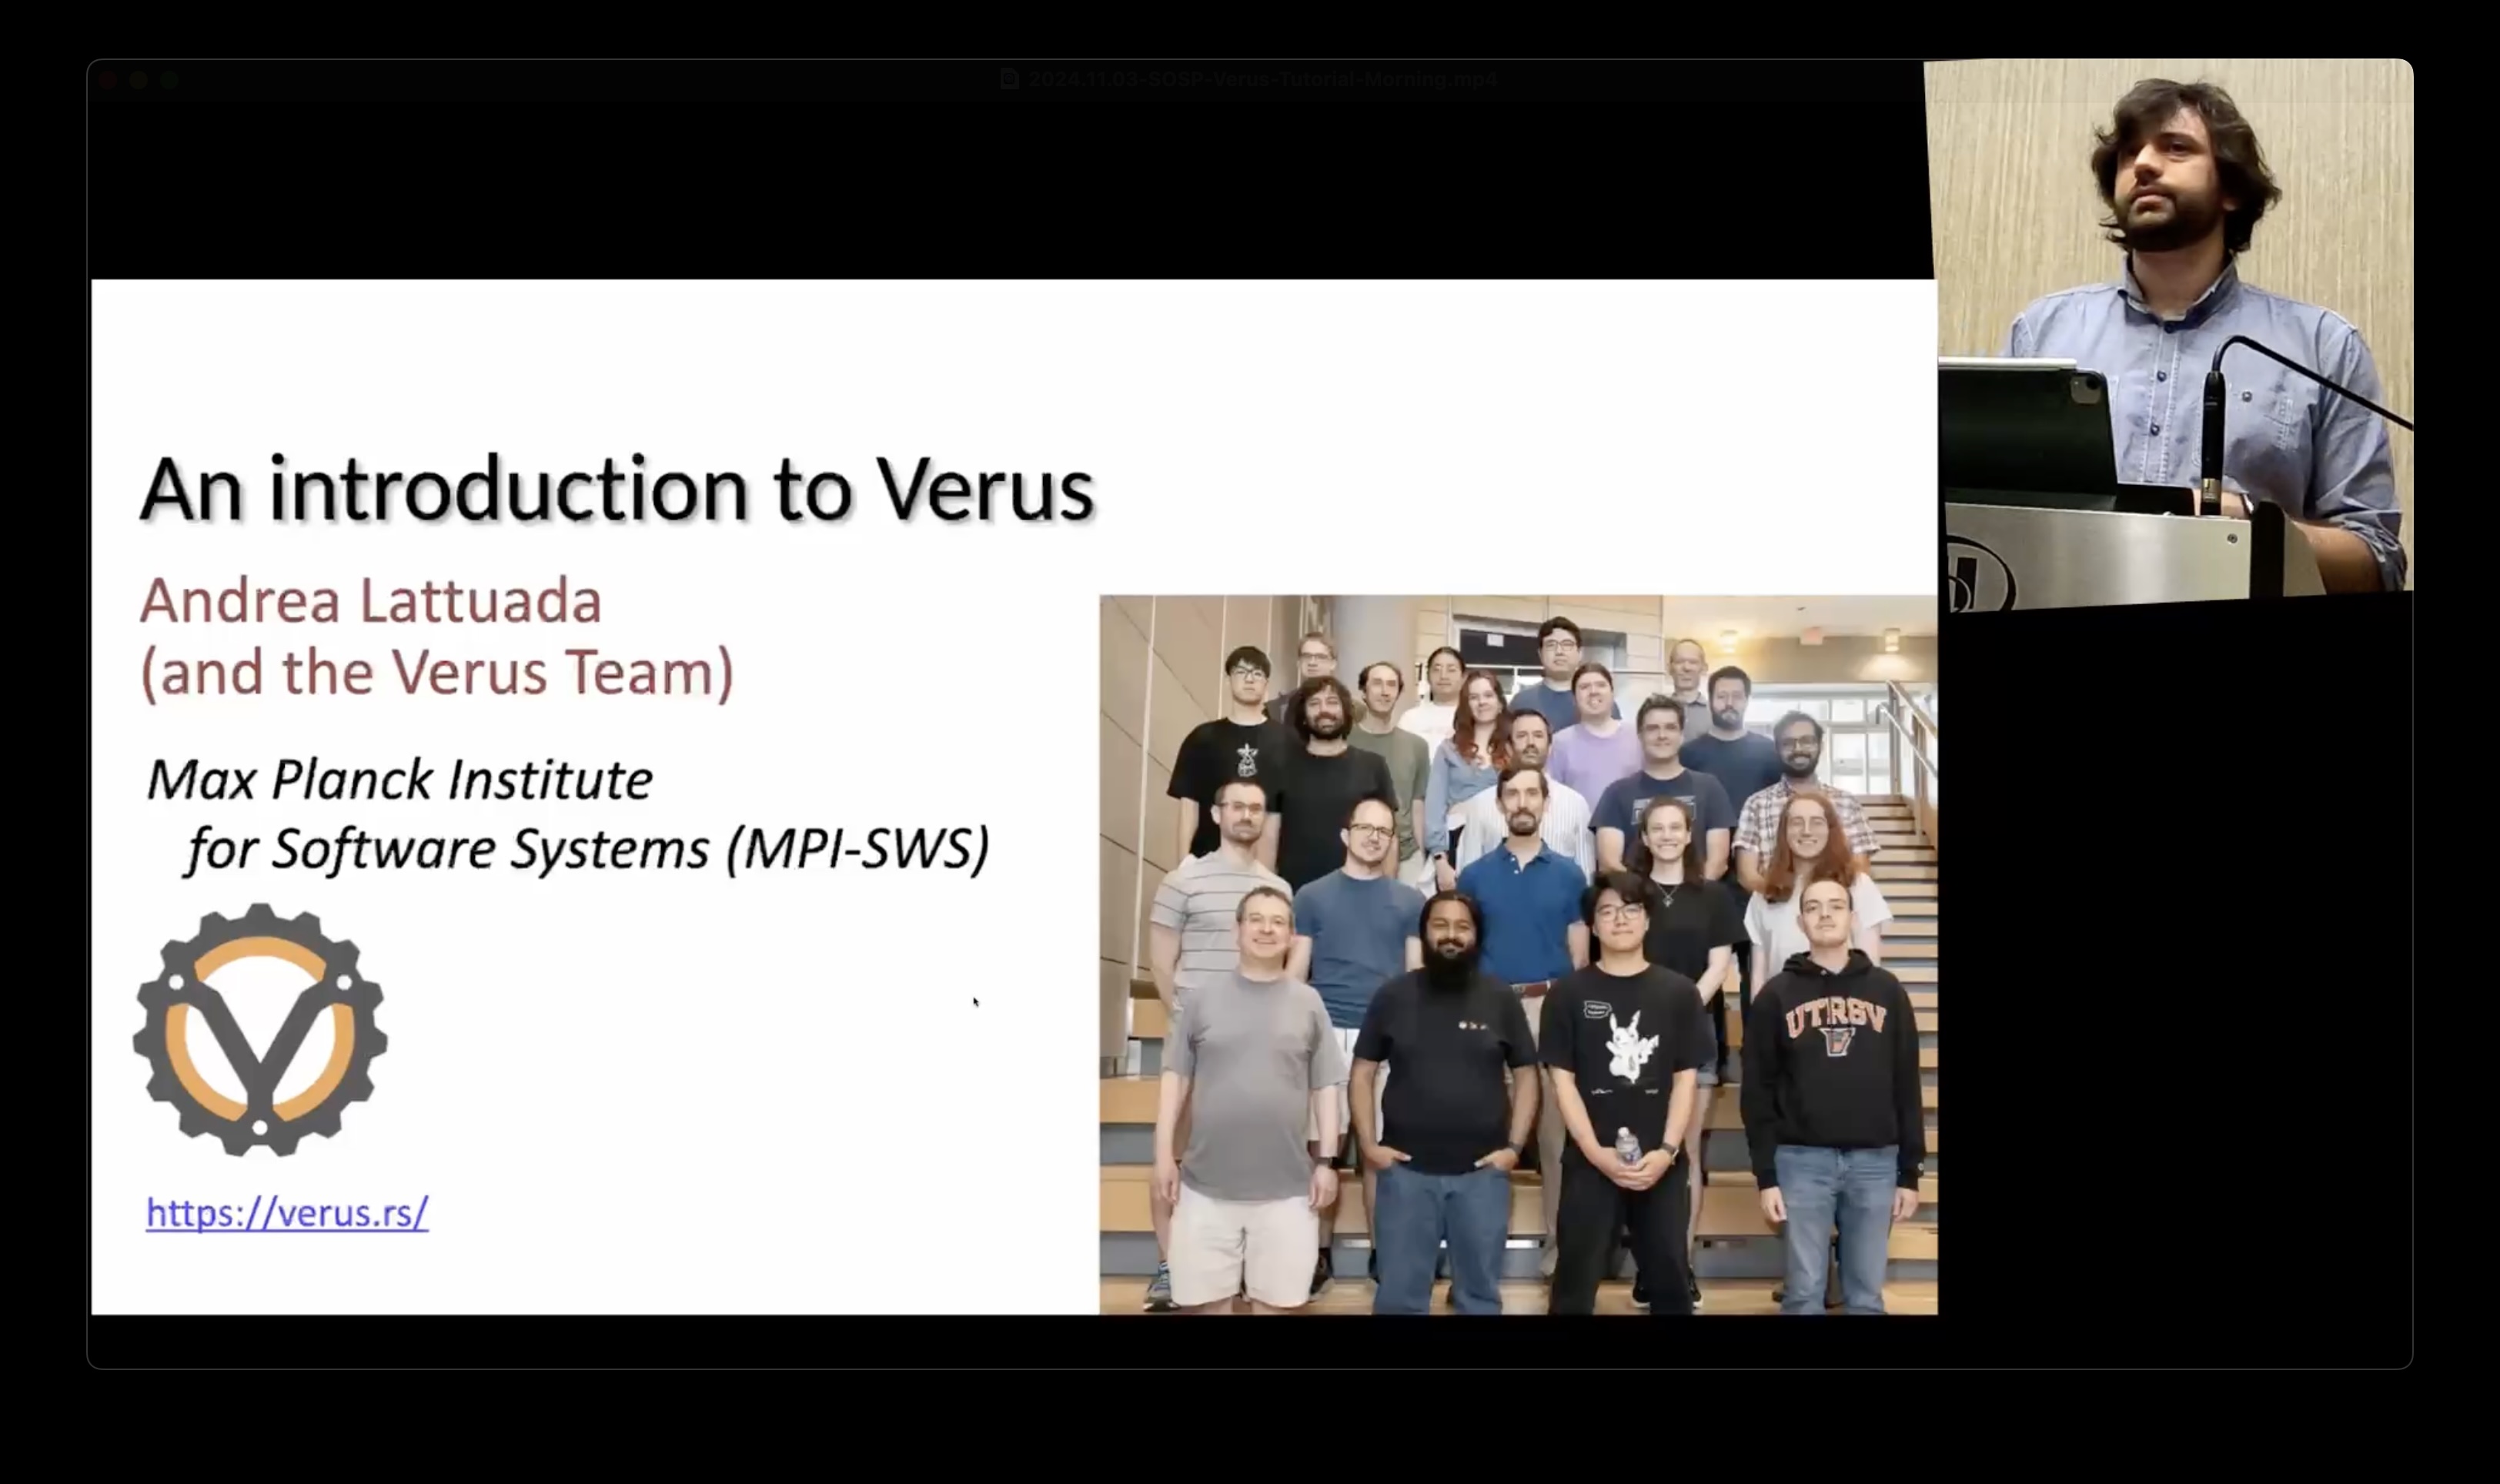 2024.11.03-SOSP-Verus-Tutorial-Morning.mp4
An introduction to Verus
Andrea Lattuada
(and the Verus Team)
Max Planck Institute
for Software Systems (MPI-SWS)
https://verus.rs/